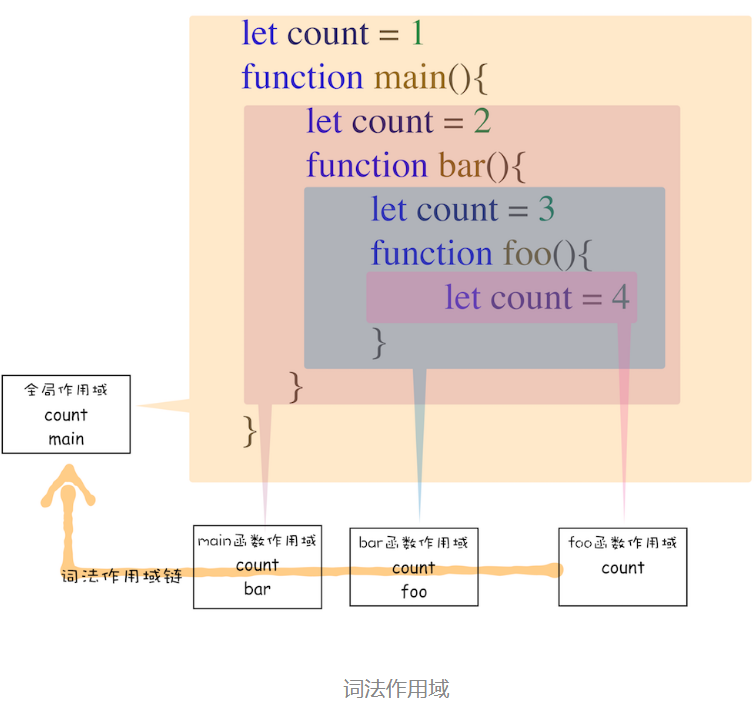 let count = 1
function main(){
let count = 2
function bar(){
let count = 3
function foo(){
let count = 4
}
}
}
全局作用域
count
main
main函数作用域
count
bar
bar函数作用域
count
foo
foo函数作用域
count
词法作用域链
词法作用域